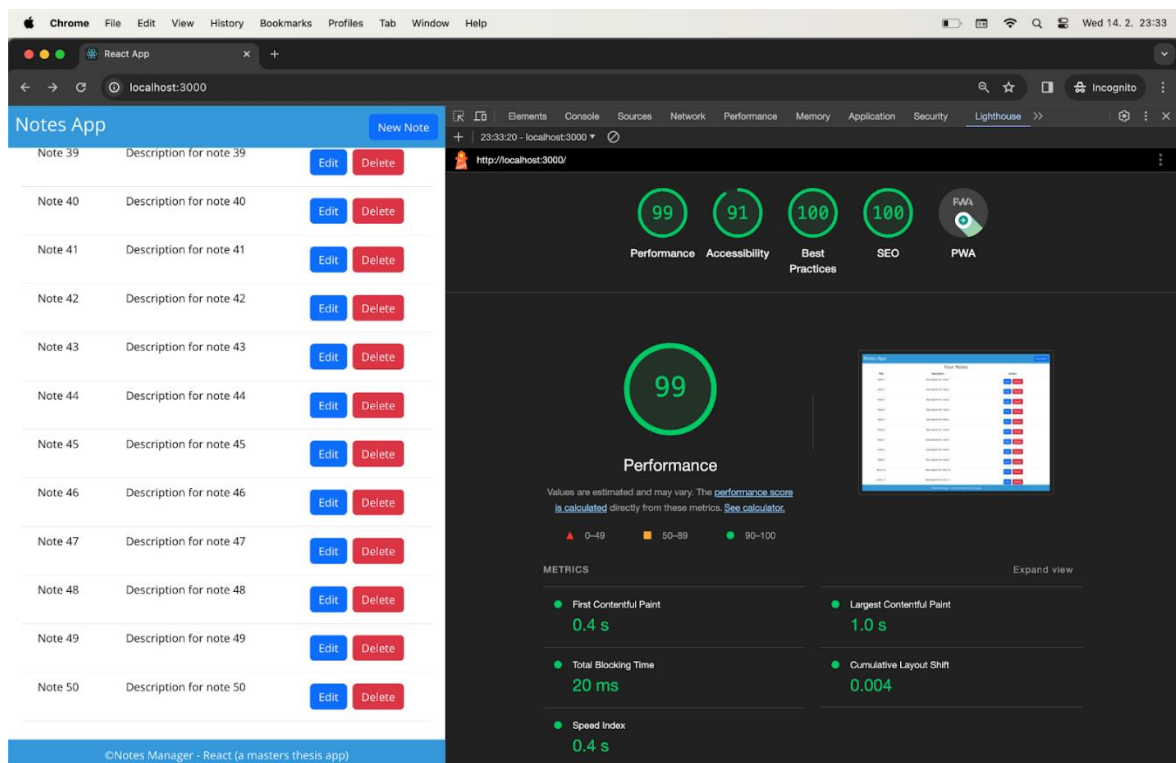 Chrome File Edit View History Bookmarks Profiles Tab Window Help Wed 14. 2. 23:33
React App
localhost:3000 Incognito
Notes App New Note
Note 39 Description for note 39 Edit Delete
Note 40 Description for note 40 Edit Delete
Note 41 Description for note 41 Edit Delete
Note 42 Description for note 42 Edit Delete
Note 43 Description for note 43 Edit Delete
Note 44 Description for note 44 Edit Delete
Note 45 Description for note 45 Edit Delete
Note 46 Description for note 46 Edit Delete
Note 47 Description for note 47 Edit Delete
Note 48 Description for note 48 Edit Delete
Note 49 Description for note 49 Edit Delete
Note 50 Description for note 50 Edit Delete
©Notes Manager - React (a masters thesis app)
Elements Console Sources Network Performance Memory Application Security Lighthouse
23:33:20 - localhost:3000
http://localhost:3000/
99 91 100 100 PWA
Performance Accessibility Best Practices SEO PWA
99
Performance
Values are estimated and may vary. The performance score
is calculated directly from these metrics. See calculator.
0–49 50–89 90–100
Notes App
Your Notes
METRICS Expand view
First Contentful Paint
0.4 s
Largest Contentful Paint
1.0 s
Total Blocking Time
20 ms
Cumulative Layout Shift
0.004
Speed Index
0.4 s